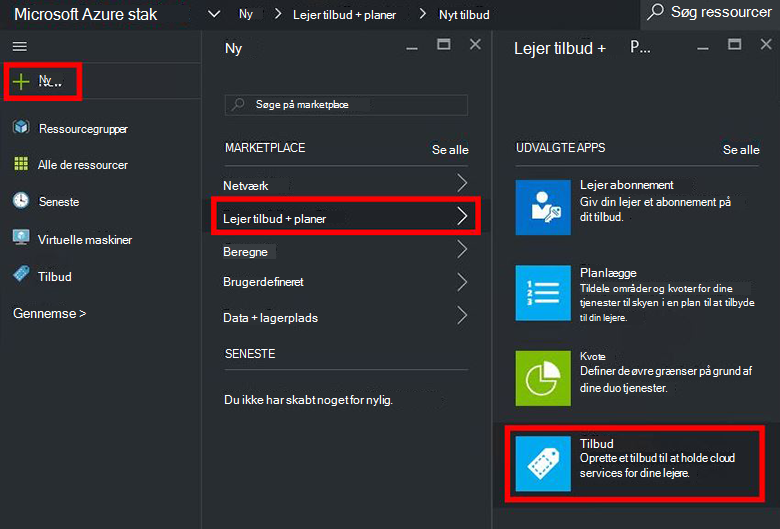 Microsoft Azure stak
Ny
Lejer tilbud + planer
Nyt tilbud
Søg ressourcer
Ny...
Ressourcegrupper
Alle de ressourcer
Seneste
Virtuelle maskiner
Tilbud
Gennemse >
Ny
Søge på marketplace
MARKETPLACE
Se alle
Netværk
Lejer tilbud + planer
Beregne
Brugerdefineret
Data + lagerplads
SENESTE
Du ikke har skabt noget for nylig.
Lejer tilbud + P...
UDVALGTE APPS
Se alle
Lejer abonnement
Giv din lejer et abonnement på
dit tilbud.
Planlægge
Tildele områder og kvoter for dine
tjenester til skyen i en plan til at tilbyde
til din lejere.
Kvote
Definer de øvre grænser på grund af
dine duo tjenester.
Tilbud
Oprette et tilbud til at holde cloud
services for dine lejere.